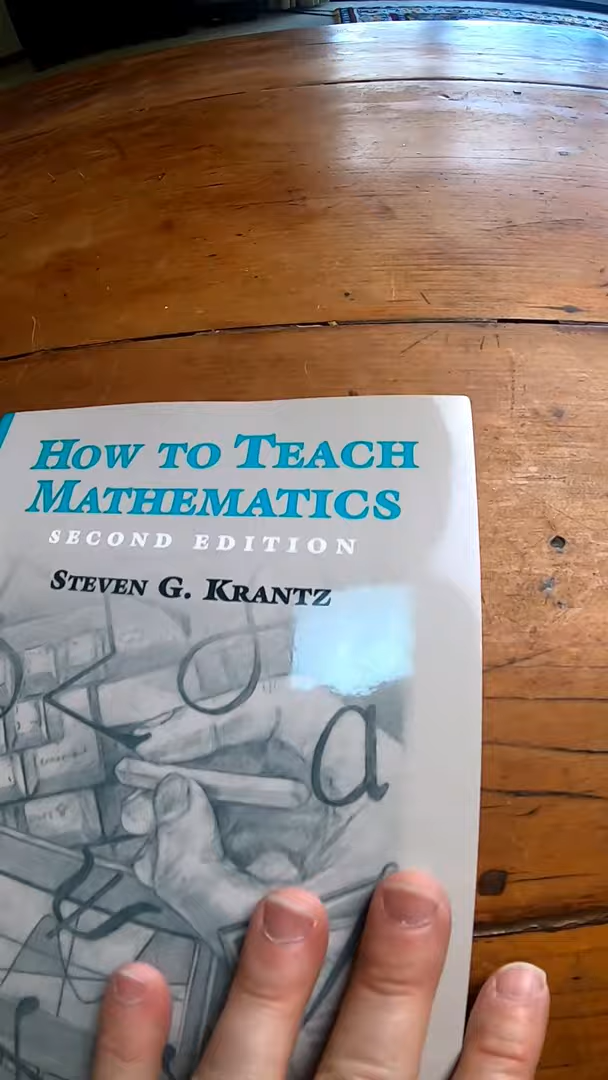 How to Teach
Mathematics
SECOND EDITION
Steven G. Krantz
a